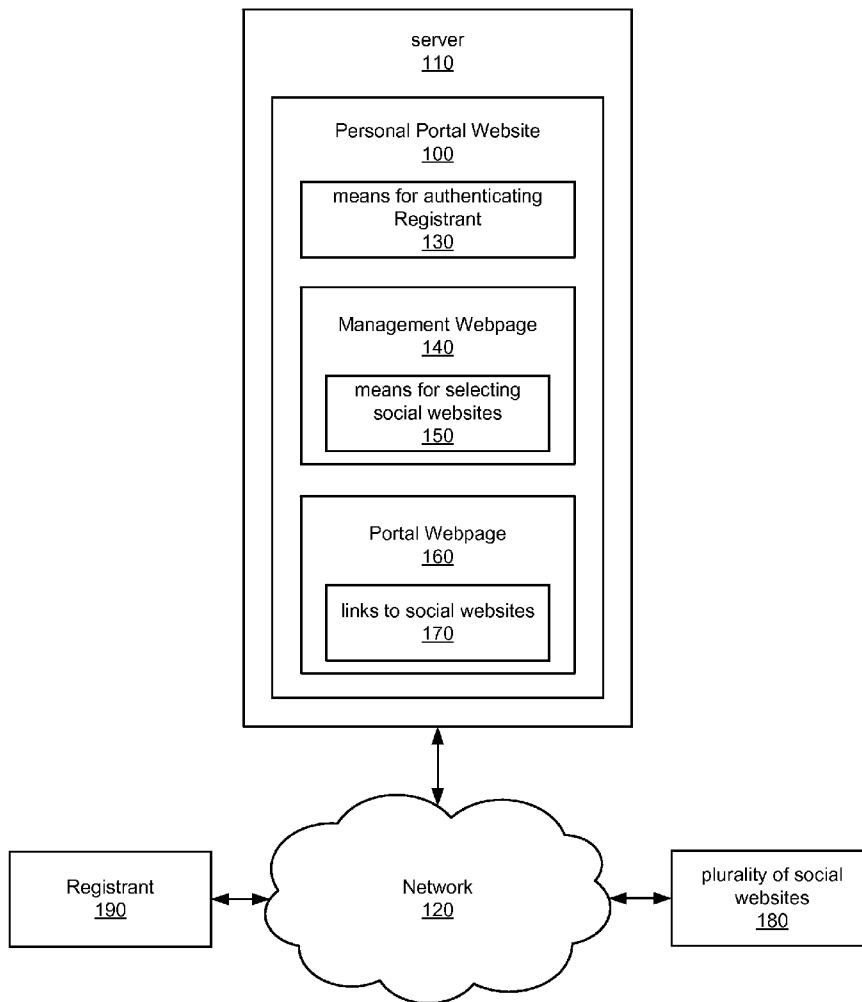 server
110
Personal Portal Website
100
means for authenticating
Registrant
130
Management Webpage
140
means for selecting
social websites
150
Portal Webpage
160
links to social websites
170
Registrant
190
Network
120
plurality of social
websites
180